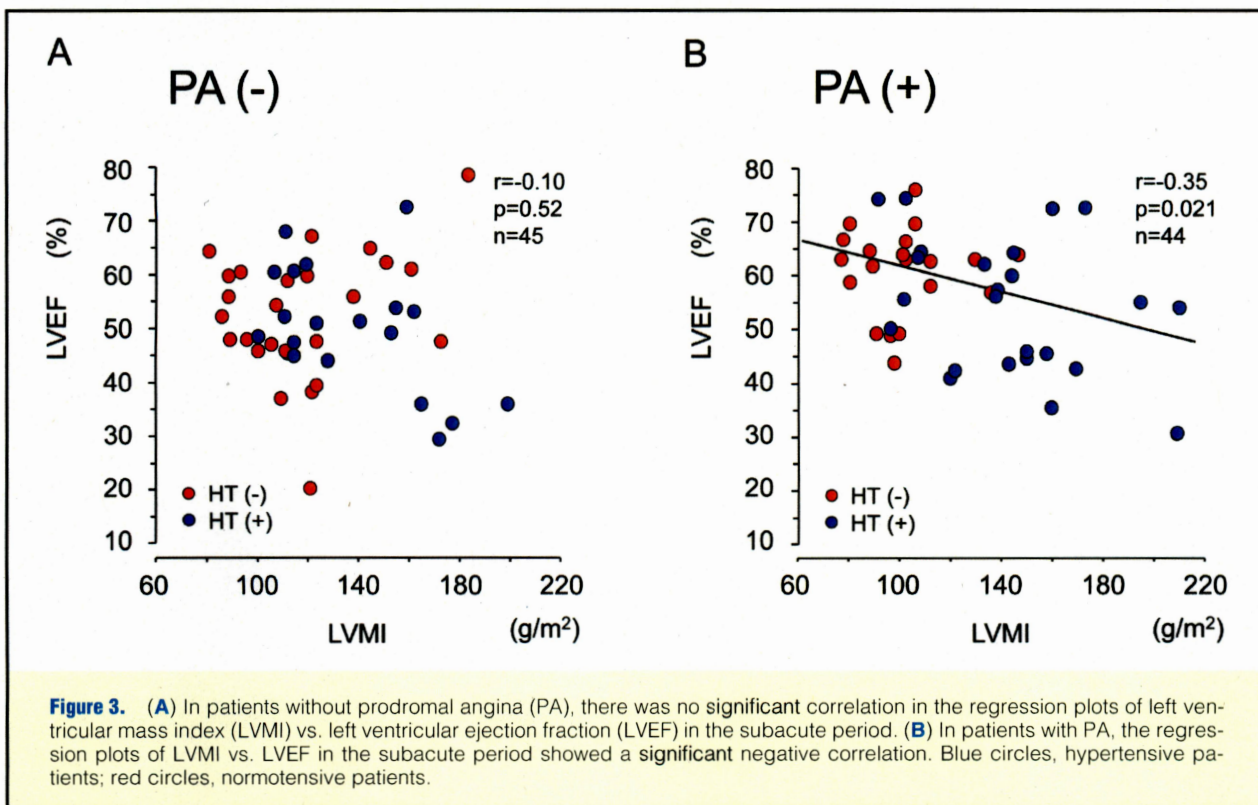 A
PA (-)
80
70
60
50
40
30
20
10
LVEF (%)
r=-0.10
p=0.52
n=45
HT (-)
HT (+)
60 100 140 180 220
LVMI (g/m²)
B
PA (+)
80
70
60
50
40
30
20
10
LVEF (%)
r=-0.35
p=0.021
n=44
HT (-)
HT (+)
60 100 140 180 220
LVMI (g/m²)
Figure 3. (A) In patients without prodromal angina (PA), there was no significant correlation in the regression plots of left ven-
tricular mass index (LVMI) vs. left ventricular ejection fraction (LVEF) in the subacute period. (B) In patients with PA, the regres-
sion plots of LVMI vs. LVEF in the subacute period showed a significant negative correlation. Blue circles, hypertensive pa-
tients; red circles, normotensive patients.